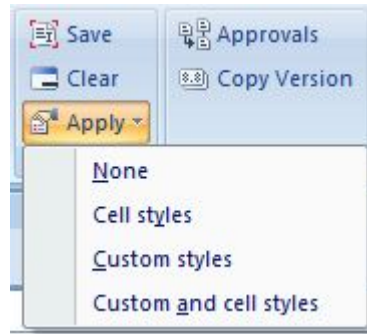 Save
Approvals
Clear
Copy Version
Apply
None
Cell styles
Custom styles
Custom and cell styles